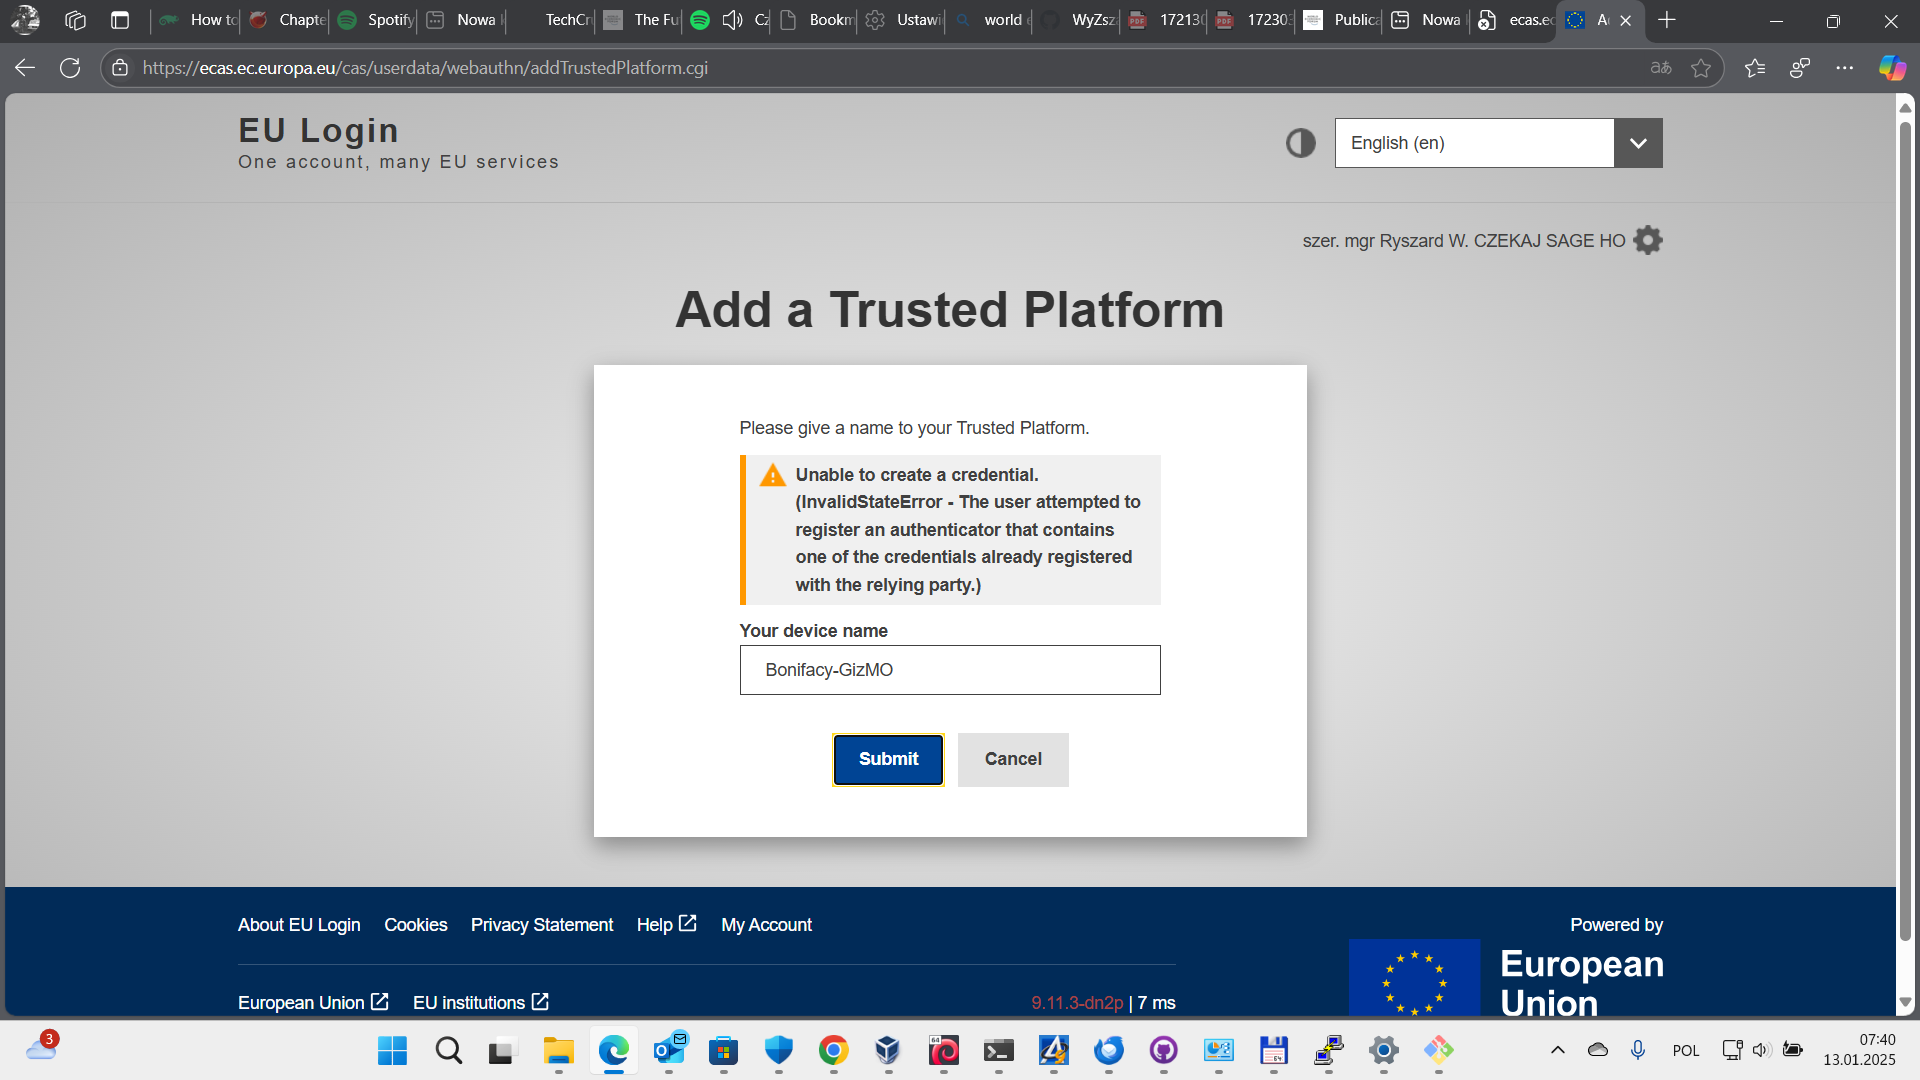 How to
Chapte
Spotify
Nowa
TechCr
The Fu
Cz
Bookm
Ustawi
world
WyZsz
172130
172303
Publica
Nowa
ecas.ec
A
https://ecas.ec.europa.eu/cas/userdata/webauthn/addTrustedPlatform.cgi
EU Login
One account, many EU services
English (en)
szer. mgr Ryszard W. CZEKAJ SAGE HO
Add a Trusted Platform
Please give a name to your Trusted Platform.
Unable to create a credential.
(InvalidStateError - The user attempted to
register an authenticator that contains
one of the credentials already registered
with the relying party.)
Your device name
Bonifacy-GizMO
Submit
Cancel
About EU Login
Cookies
Privacy Statement
Help
My Account
Powered by
European Union
EU institutions
9.11.3-dn2p | 7 ms
European
Union
3
POL
07:40
13.01.2025